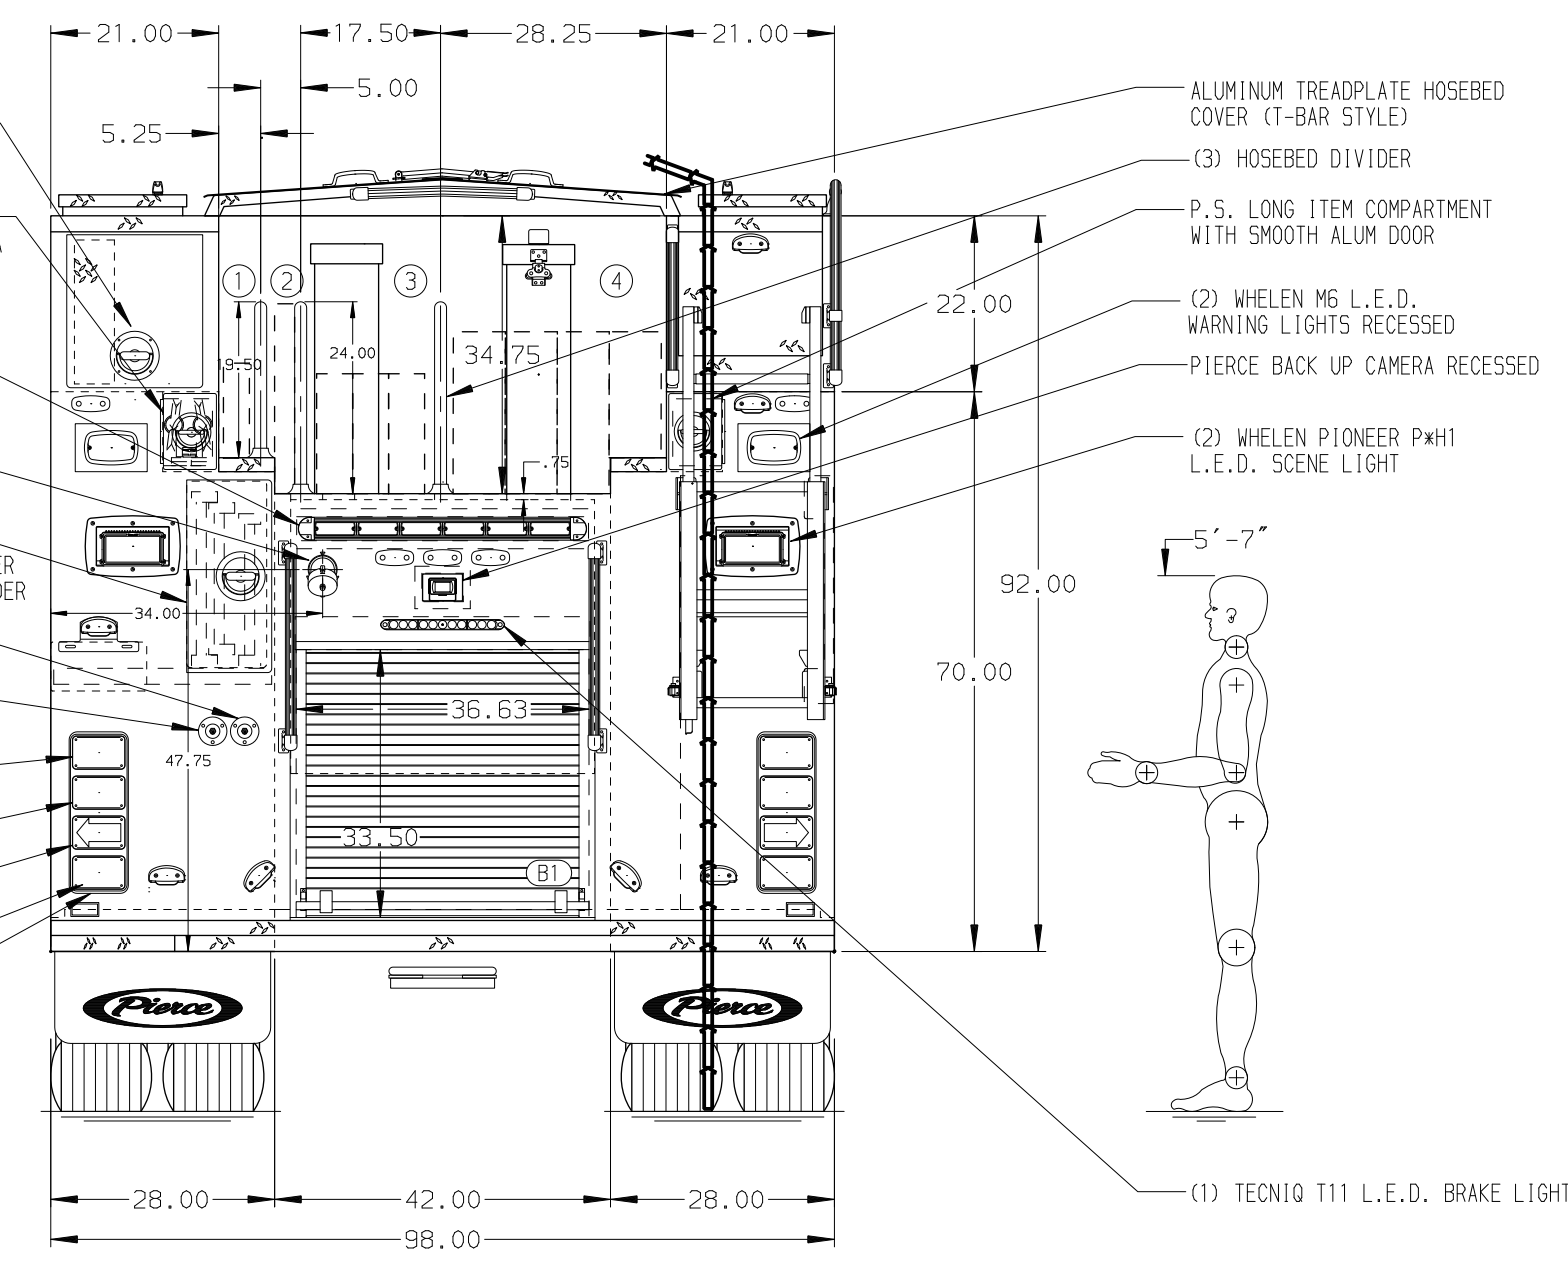 21.00
17.50
28.25
21.00
5.00
5.25
ALUMINUM TREADPLATE HOSEBED
COVER (T-BAR STYLE)
(3) HOSEBED DIVIDER
P.S. LONG ITEM COMPARTMENT
WITH SMOOTH ALUM DOOR
1
2
3
4
22.00
(2) WHELEN M6 L.E.D.
WARNING LIGHTS RECESSED
19.50
24.00
34.75
PIERCE BACK UP CAMERA RECESSED
(2) WHELEN PIONEER P*H1
L.E.D. SCENE LIGHT
.75
5'-7"
ER
DER
92.00
34.00
70.00
36.63
47.75
33.50
B1
Pierce
Pierce
(1) TECNIQ T11 L.E.D. BRAKE LIGHT
28.00
42.00
28.00
98.00